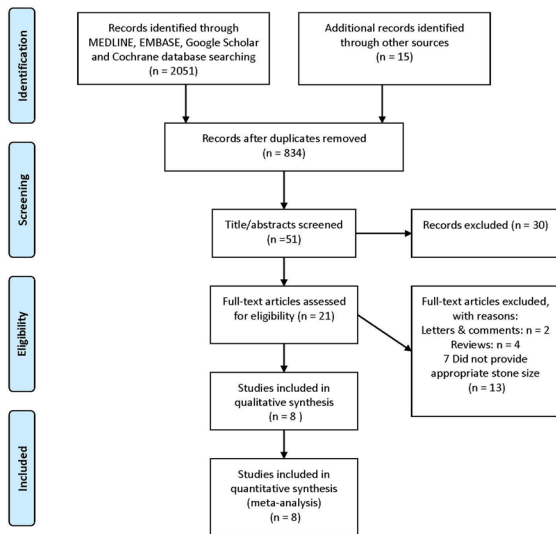 Identification
Records identified through
MEDLINE, EMBASE, Google Scholar
and Cochrane database searching
(n = 2051)
Additional records identified
through other sources
(n = 15)
Records after duplicates removed
(n = 834)
Screening
Title/abstracts screened
(n =51)
Records excluded (n = 30)
Eligibility
Full-text articles assessed
for eligibility (n = 21)
Full-text articles excluded,
with reasons:
Letters & comments: n = 2
Reviews: n = 4
7 Did not provide
appropriate stone size
(n = 13)
Studies included in
qualitative synthesis
(n = 8 )
Included
Studies included in
quantitative synthesis
(meta-analysis)
(n = 8)